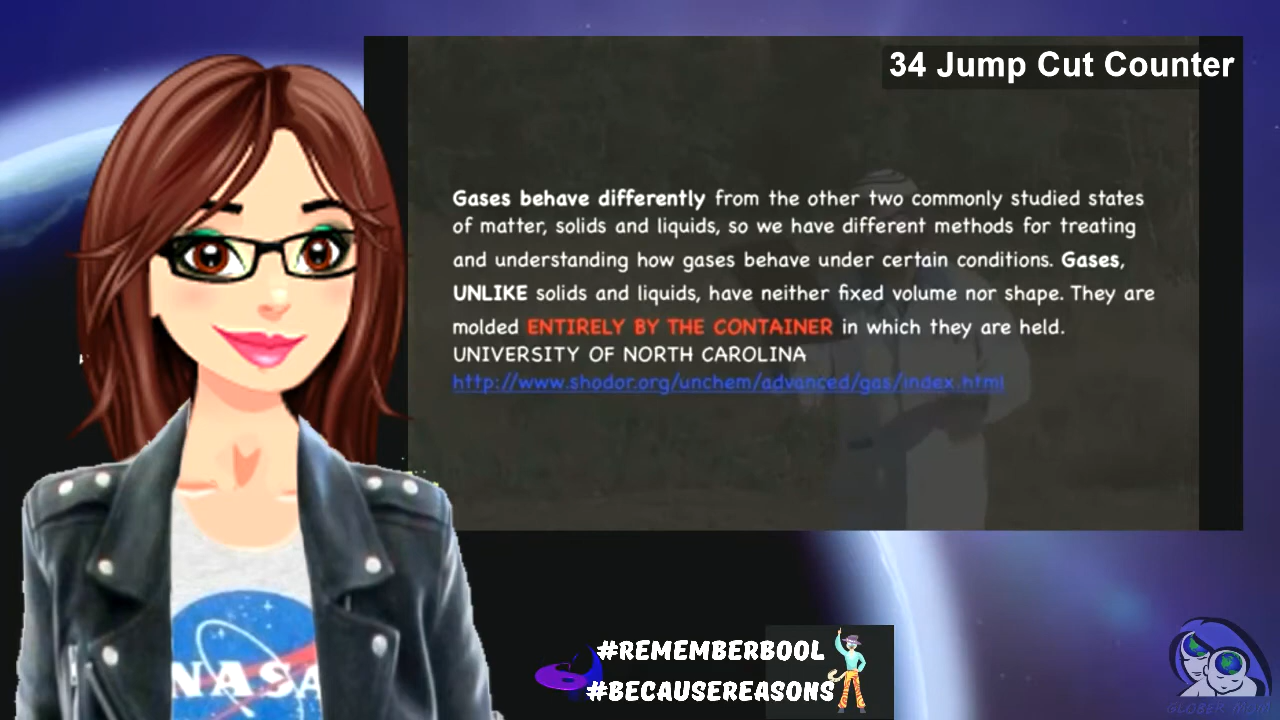 34 Jump Cut Counter
Gases behave differently from the other two commonly studied states
of matter, solids and liquids, so we have different methods for treating
and understanding how gases behave under certain conditions. Gases,
UNLIKE solids and liquids, have neither fixed volume nor shape. They are
molded ENTIRELY BY THE CONTAINER in which they are held.
UNIVERSITY OF NORTH CAROLINA
http://www.shodor.org/unchem/advanced/gas/index.html
NASA
#REMEMBERBOOL
#BECAUSEREASONS
GLOBER MOM